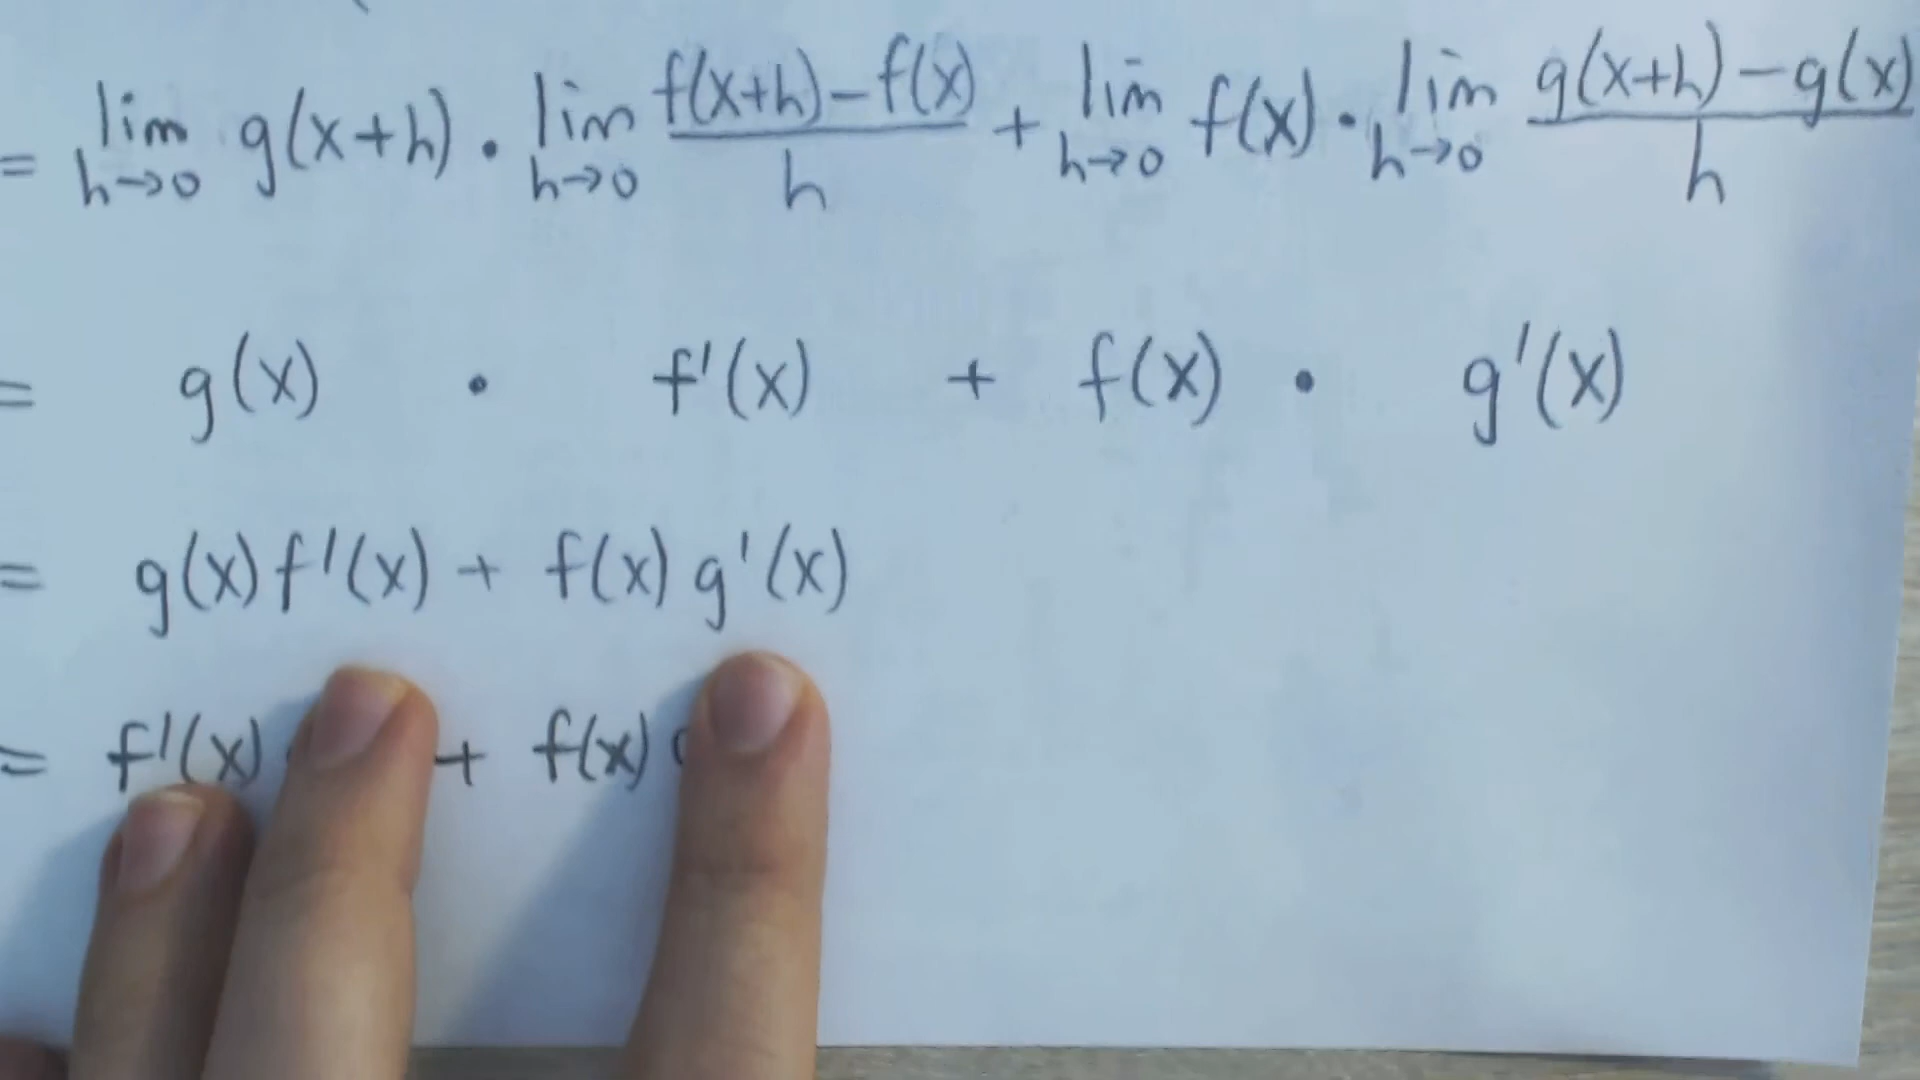 = lim h→0 g(x+h) · lim h→0 f(x+h)-f(x)/h + lim h→0 f(x) · lim h→0 g(x+h)-g(x)/h
= g(x) · f'(x) + f(x) · g'(x)
= g(x)f'(x) + f(x)g'(x)
= f'(x) + f(x)